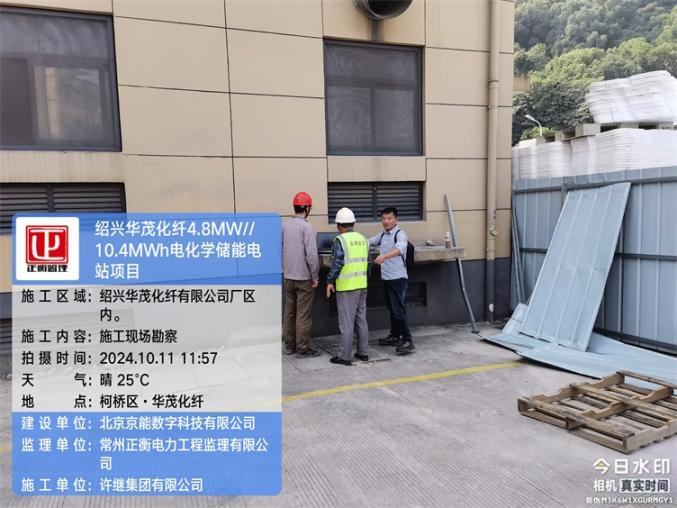 正衡监理
绍兴华茂化纤4.8MW//
10.4MWh电化学储能电
站项目
施工区域：绍兴华茂化纤有限公司厂区
内。
施工内容：施工现场勘察
拍摄时间：2024.10.11 11:57
天 气：晴 25℃
地 点：柯桥区·华茂化纤
建设单位：北京京能数字科技有限公司
监理单位：常州正衡电力工程监理有限公
司
施工单位：许继集团有限公司
今日水印
相机 真实时间
防伪 M3K6W1XGURMGY1